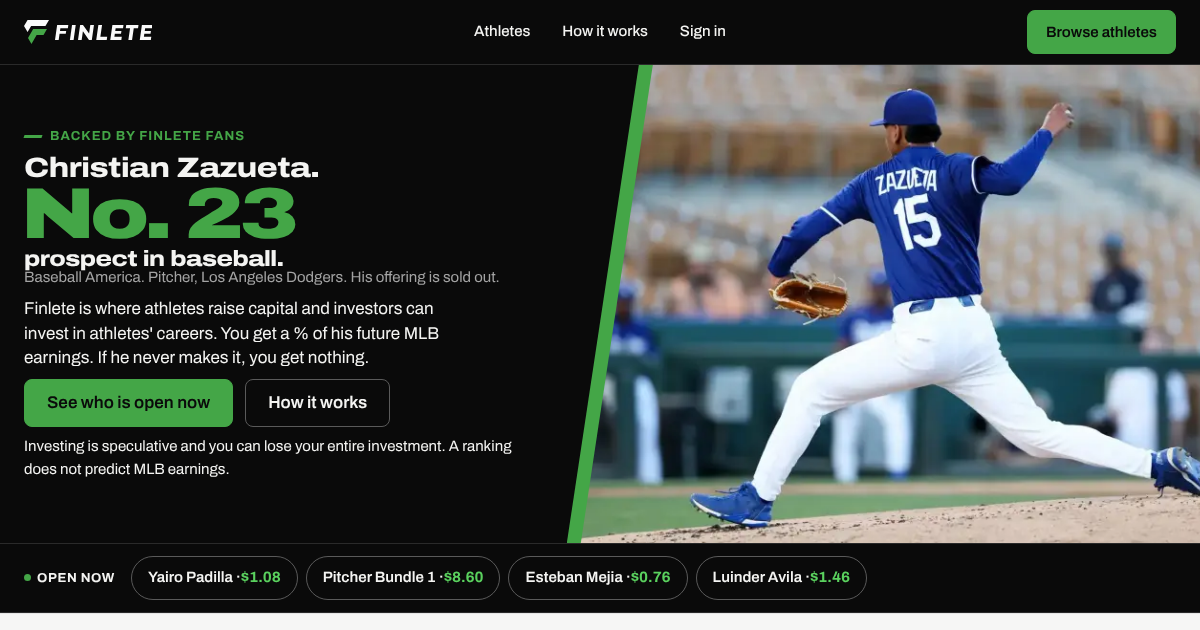 FINLETE
Athletes
How it works
Sign in
Browse athletes
BACKED BY FINLETE FANS
Christian Zazueta.
No. 23
prospect in baseball.
Baseball America. Pitcher, Los Angeles Dodgers. His offering is sold out.
Finlete is where athletes raise capital and investors can
invest in athletes' careers. You get a % of his future MLB
earnings. If he never makes it, you get nothing.
See who is open now
How it works
Investing is speculative and you can lose your entire investment. A ranking
does not predict MLB earnings.
ZAZUETA
15
OPEN NOW
Yairo Padilla ·$1.08
Pitcher Bundle 1 ·$8.60
Esteban Mejia ·$0.76
Luinder Avila ·$1.46